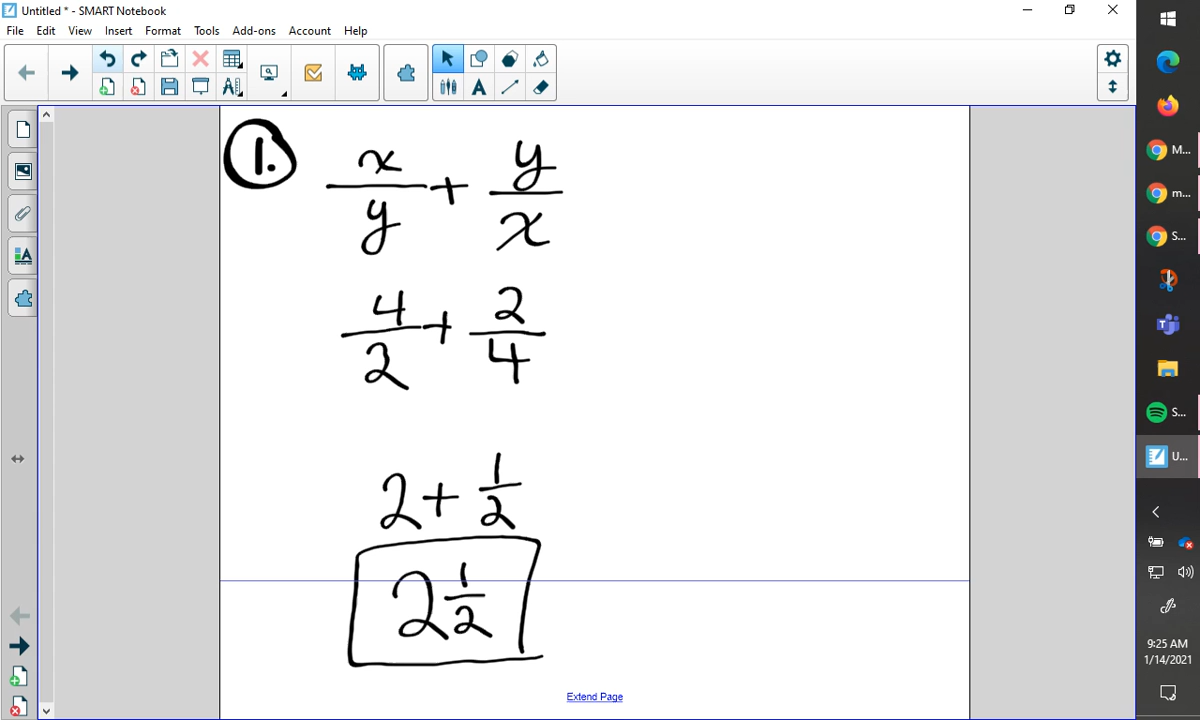 Untitled * - SMART Notebook
File Edit View Insert Format Tools Add-ons Account Help
1.
x/y + y/x
4/2 + 2/4
2 + 1/2
2 1/2
Extend Page
M...
m...
S...
S...
U...
9:25 AM
1/14/2021